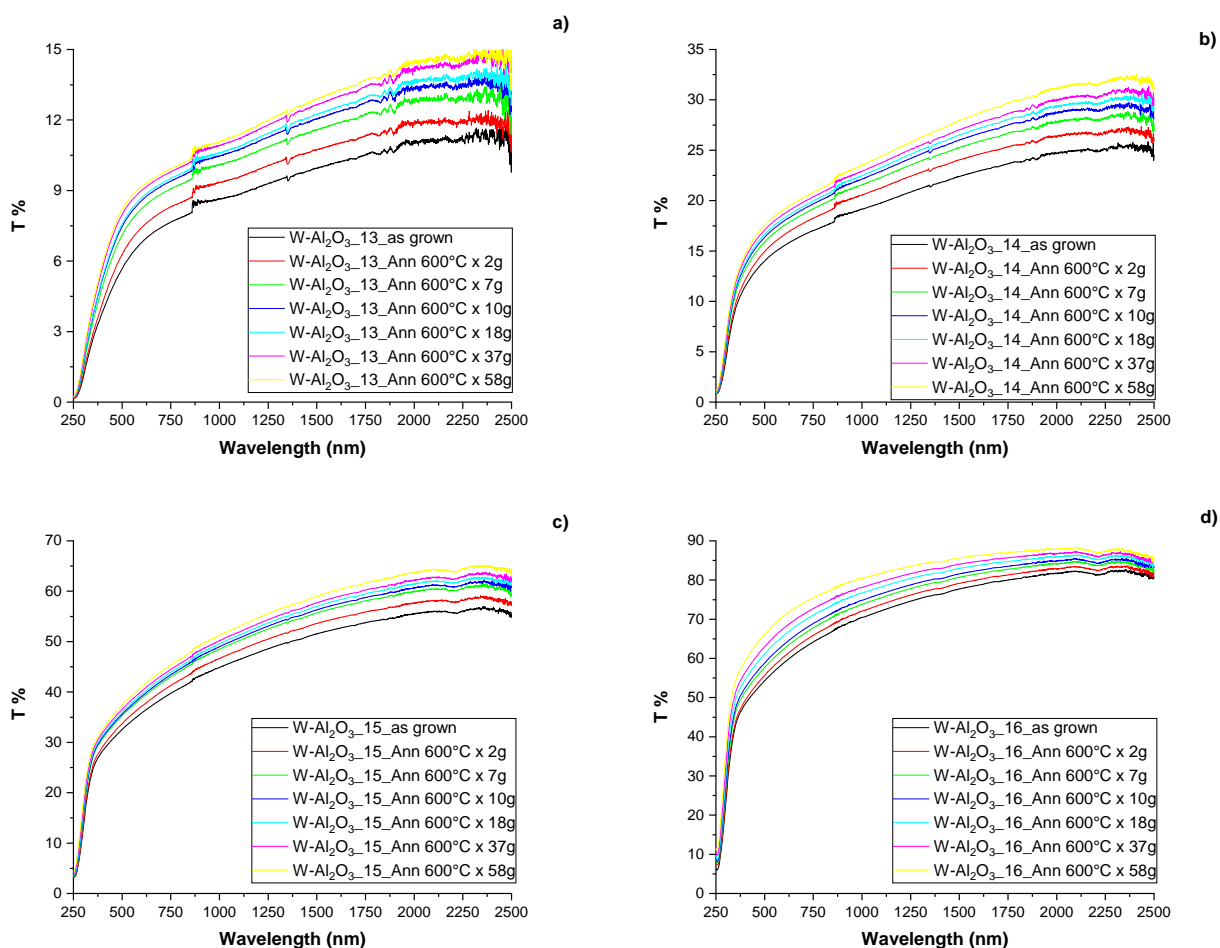 a)
15
12
9
6
3
0
T %
W-Al₂O₃_13_as grown
W-Al₂O₃_13_Ann 600°C x 2g
W-Al₂O₃_13_Ann 600°C x 7g
W-Al₂O₃_13_Ann 600°C x 10g
W-Al₂O₃_13_Ann 600°C x 18g
W-Al₂O₃_13_Ann 600°C x 37g
W-Al₂O₃_13_Ann 600°C x 58g
250 500 750 1000 1250 1500 1750 2000 2250 2500
Wavelength (nm)
b)
35
30
25
20
15
10
5
0
T %
W-Al₂O₃_14_as grown
W-Al₂O₃_14_Ann 600°C x 2g
W-Al₂O₃_14_Ann 600°C x 7g
W-Al₂O₃_14_Ann 600°C x 10g
W-Al₂O₃_14_Ann 600°C x 18g
W-Al₂O₃_14_Ann 600°C x 37g
W-Al₂O₃_14_Ann 600°C x 58g
250 500 750 1000 1250 1500 1750 2000 2250 2500
Wavelength (nm)
c)
70
60
50
40
30
20
10
0
T %
W-Al₂O₃_15_as grown
W-Al₂O₃_15_Ann 600°C x 2g
W-Al₂O₃_15_Ann 600°C x 7g
W-Al₂O₃_15_Ann 600°C x 10g
W-Al₂O₃_15_Ann 600°C x 18g
W-Al₂O₃_15_Ann 600°C x 37g
W-Al₂O₃_15_Ann 600°C x 58g
250 500 750 1000 1250 1500 1750 2000 2250 2500
Wavelength (nm)
d)
90
80
70
60
50
40
30
20
10
0
T %
W-Al₂O₃_16_as grown
W-Al₂O₃_16_Ann 600°C x 2g
W-Al₂O₃_16_Ann 600°C x 7g
W-Al₂O₃_16_Ann 600°C x 10g
W-Al₂O₃_16_Ann 600°C x 18g
W-Al₂O₃_16_Ann 600°C x 37g
W-Al₂O₃_16_Ann 600°C x 58g
250 500 750 1000 1250 1500 1750 2000 2250 2500
Wavelength (nm)